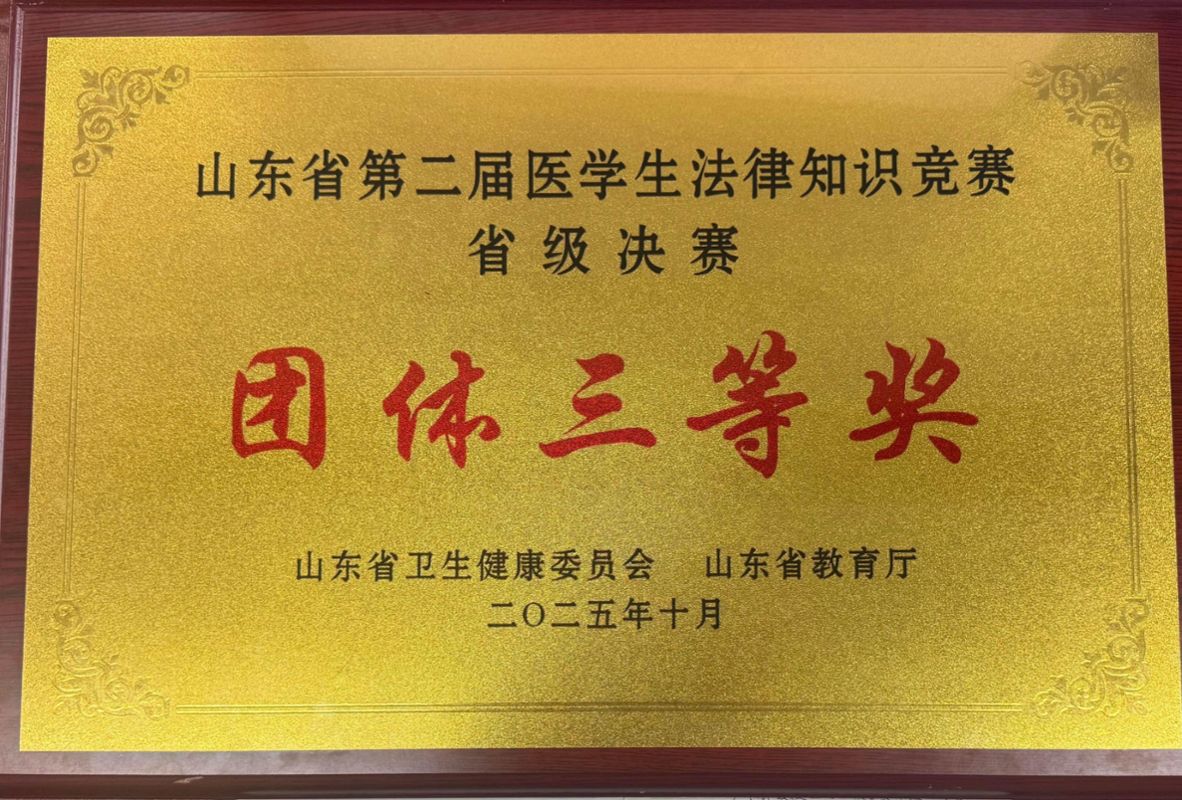 山东省第二届医学生法律知识竞赛
省级决赛
团体三等奖
山东省卫生健康委员会 山东省教育厅
二〇二五年十月